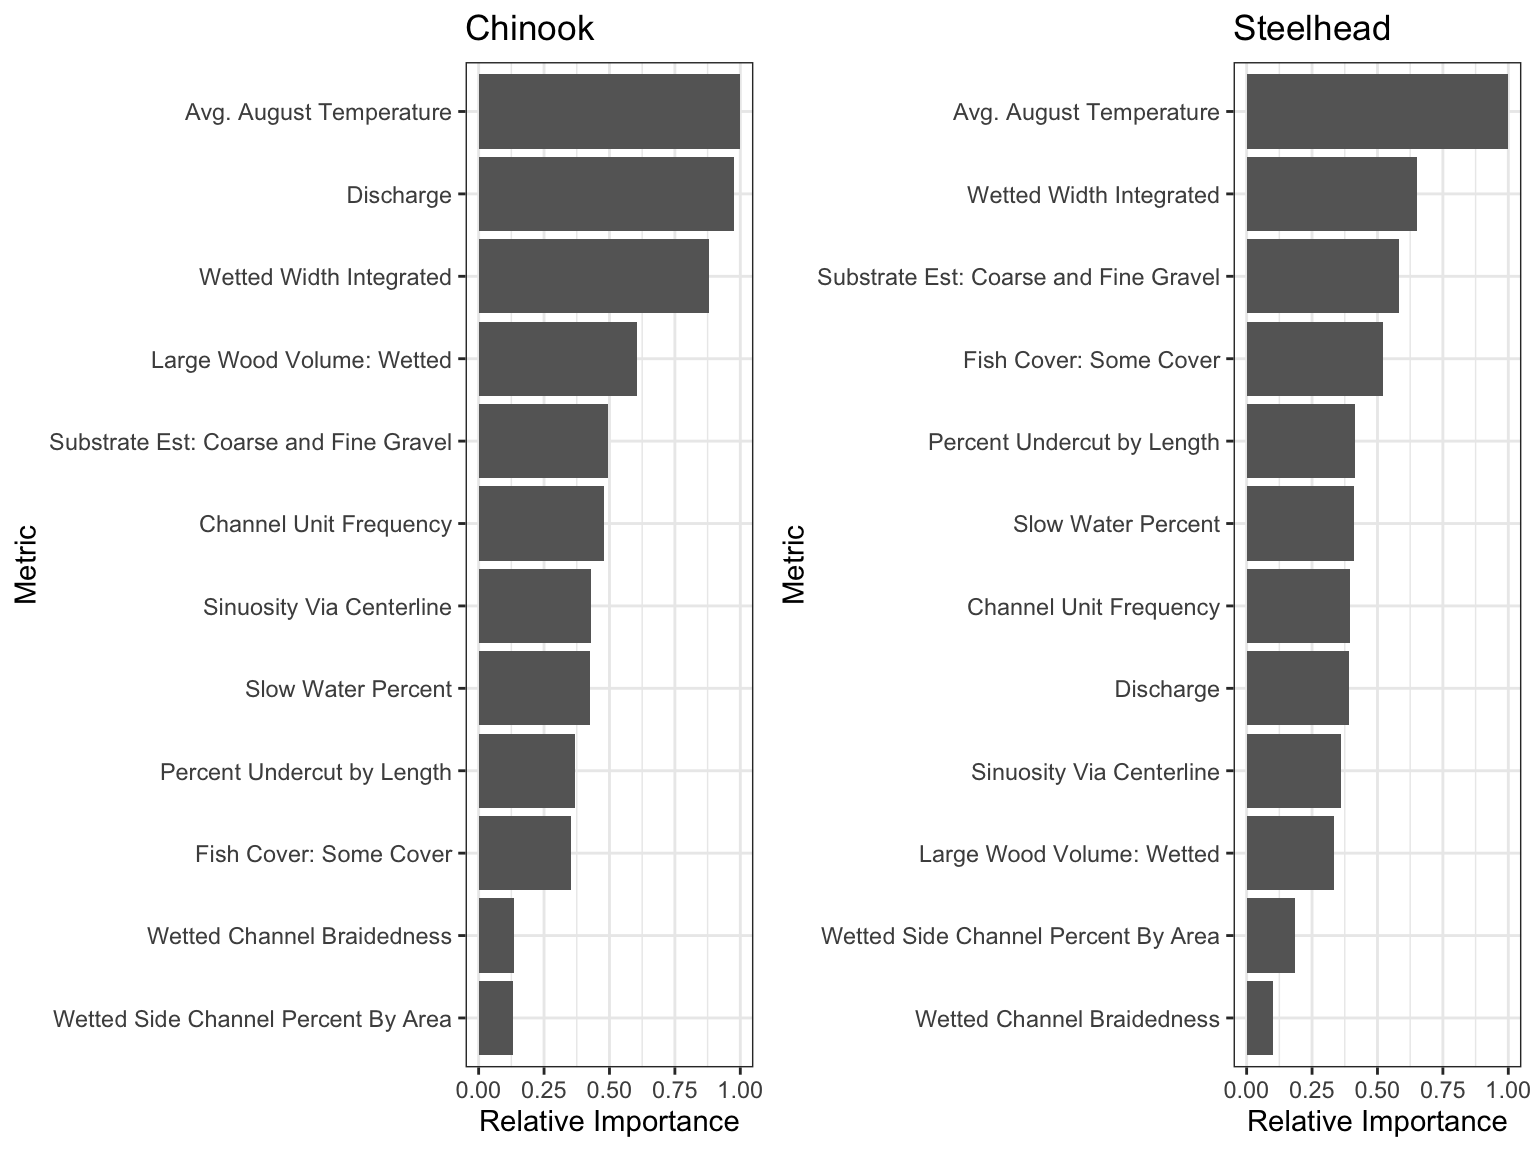 Chinook
Metric
Avg. August Temperature
Discharge
Wetted Width Integrated
Large Wood Volume: Wetted
Substrate Est: Coarse and Fine Gravel
Channel Unit Frequency
Sinuosity Via Centerline
Slow Water Percent
Percent Undercut by Length
Fish Cover: Some Cover
Wetted Channel Braidedness
Wetted Side Channel Percent By Area
0.00 0.25 0.50 0.75 1.00
Relative Importance
Steelhead
Metric
Avg. August Temperature
Wetted Width Integrated
Substrate Est: Coarse and Fine Gravel
Fish Cover: Some Cover
Percent Undercut by Length
Slow Water Percent
Channel Unit Frequency
Discharge
Sinuosity Via Centerline
Large Wood Volume: Wetted
Wetted Side Channel Percent By Area
Wetted Channel Braidedness
0.00 0.25 0.50 0.75 1.00
Relative Importance